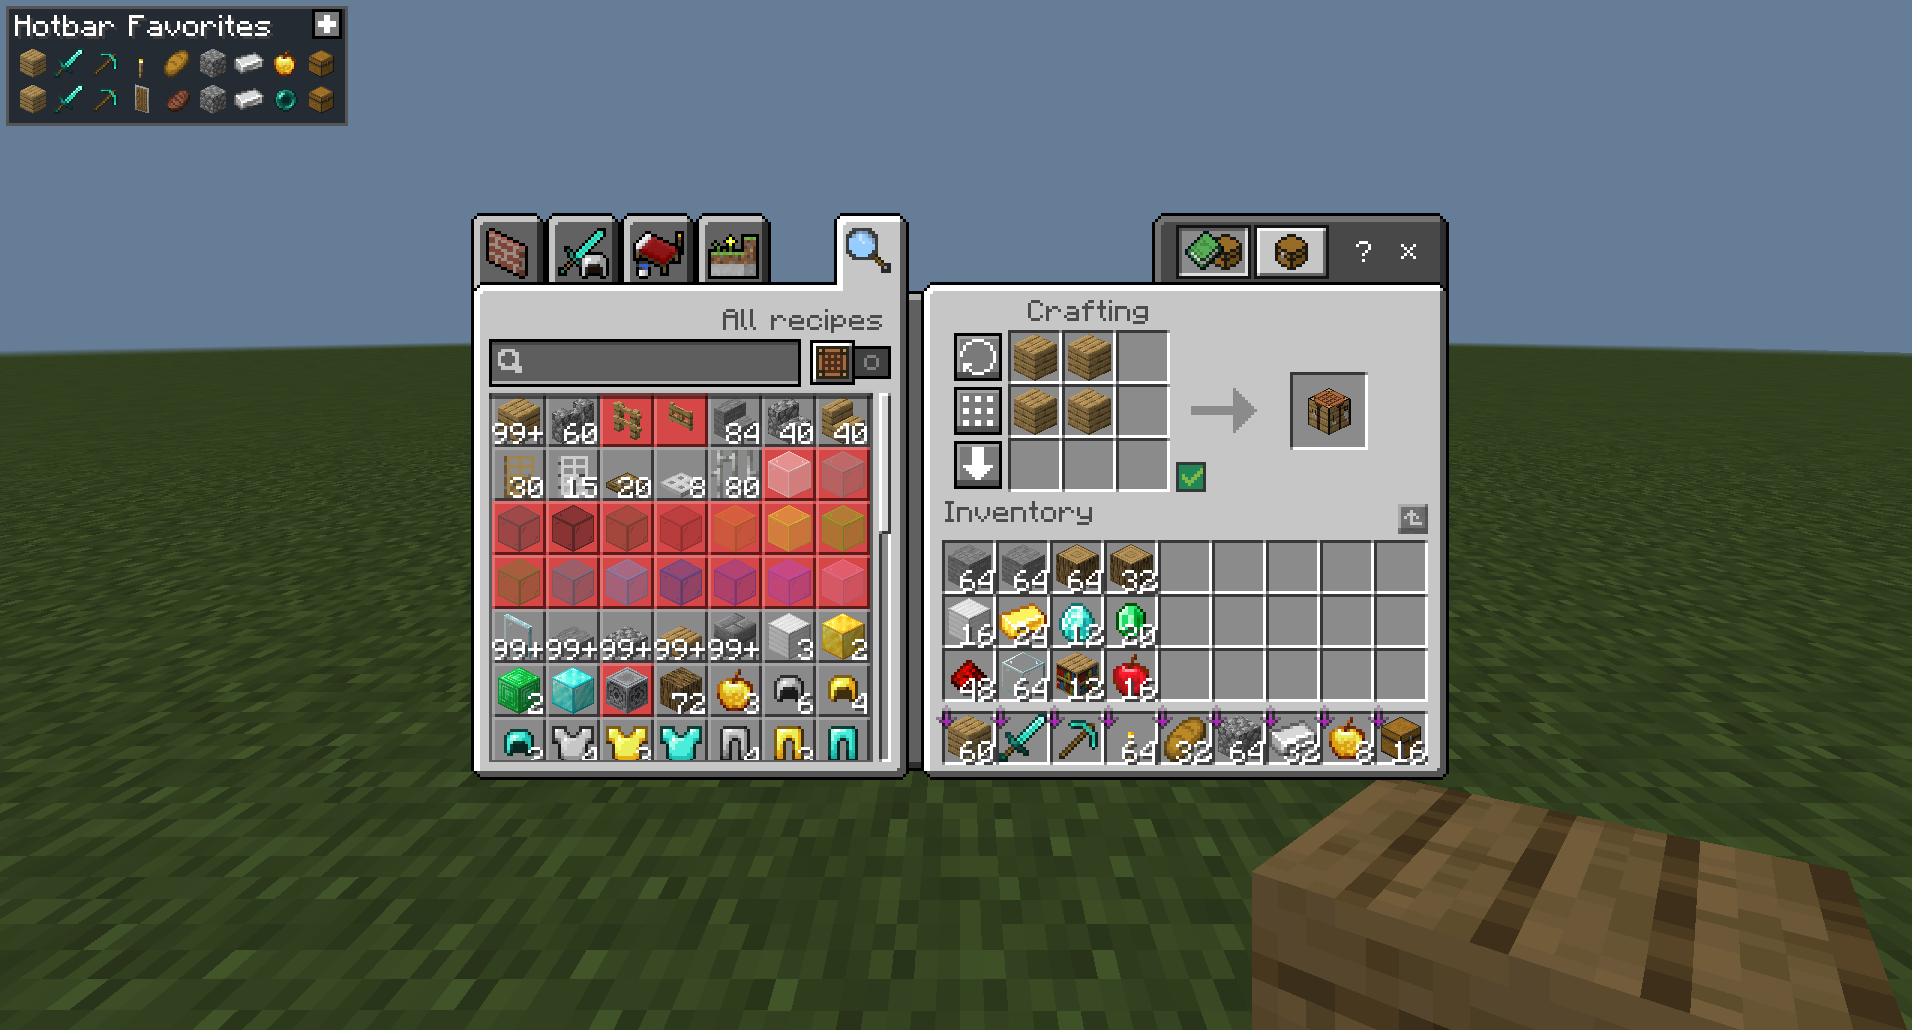 Hotbar Favorites
All recipes
Crafting
? ×
99+ 60 84 40 40
30 15 20 8 80
Inventory
64 64 64 32
99+ 99+ 99+ 99+ 99+ 3 2
16 24 12 20
2 72 3 6 4
48 64 12 16
60 64 32 64 32 8 16